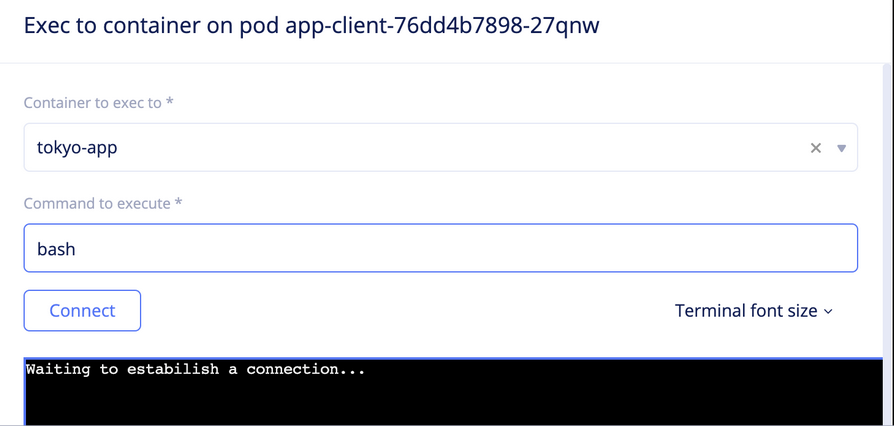 Exec to container on pod app-client-76dd4b7898-27qnw
Container to exec to *
tokyo-app
Command to execute *
bash
Connect
Terminal font size
Waiting to estabilish a connection...